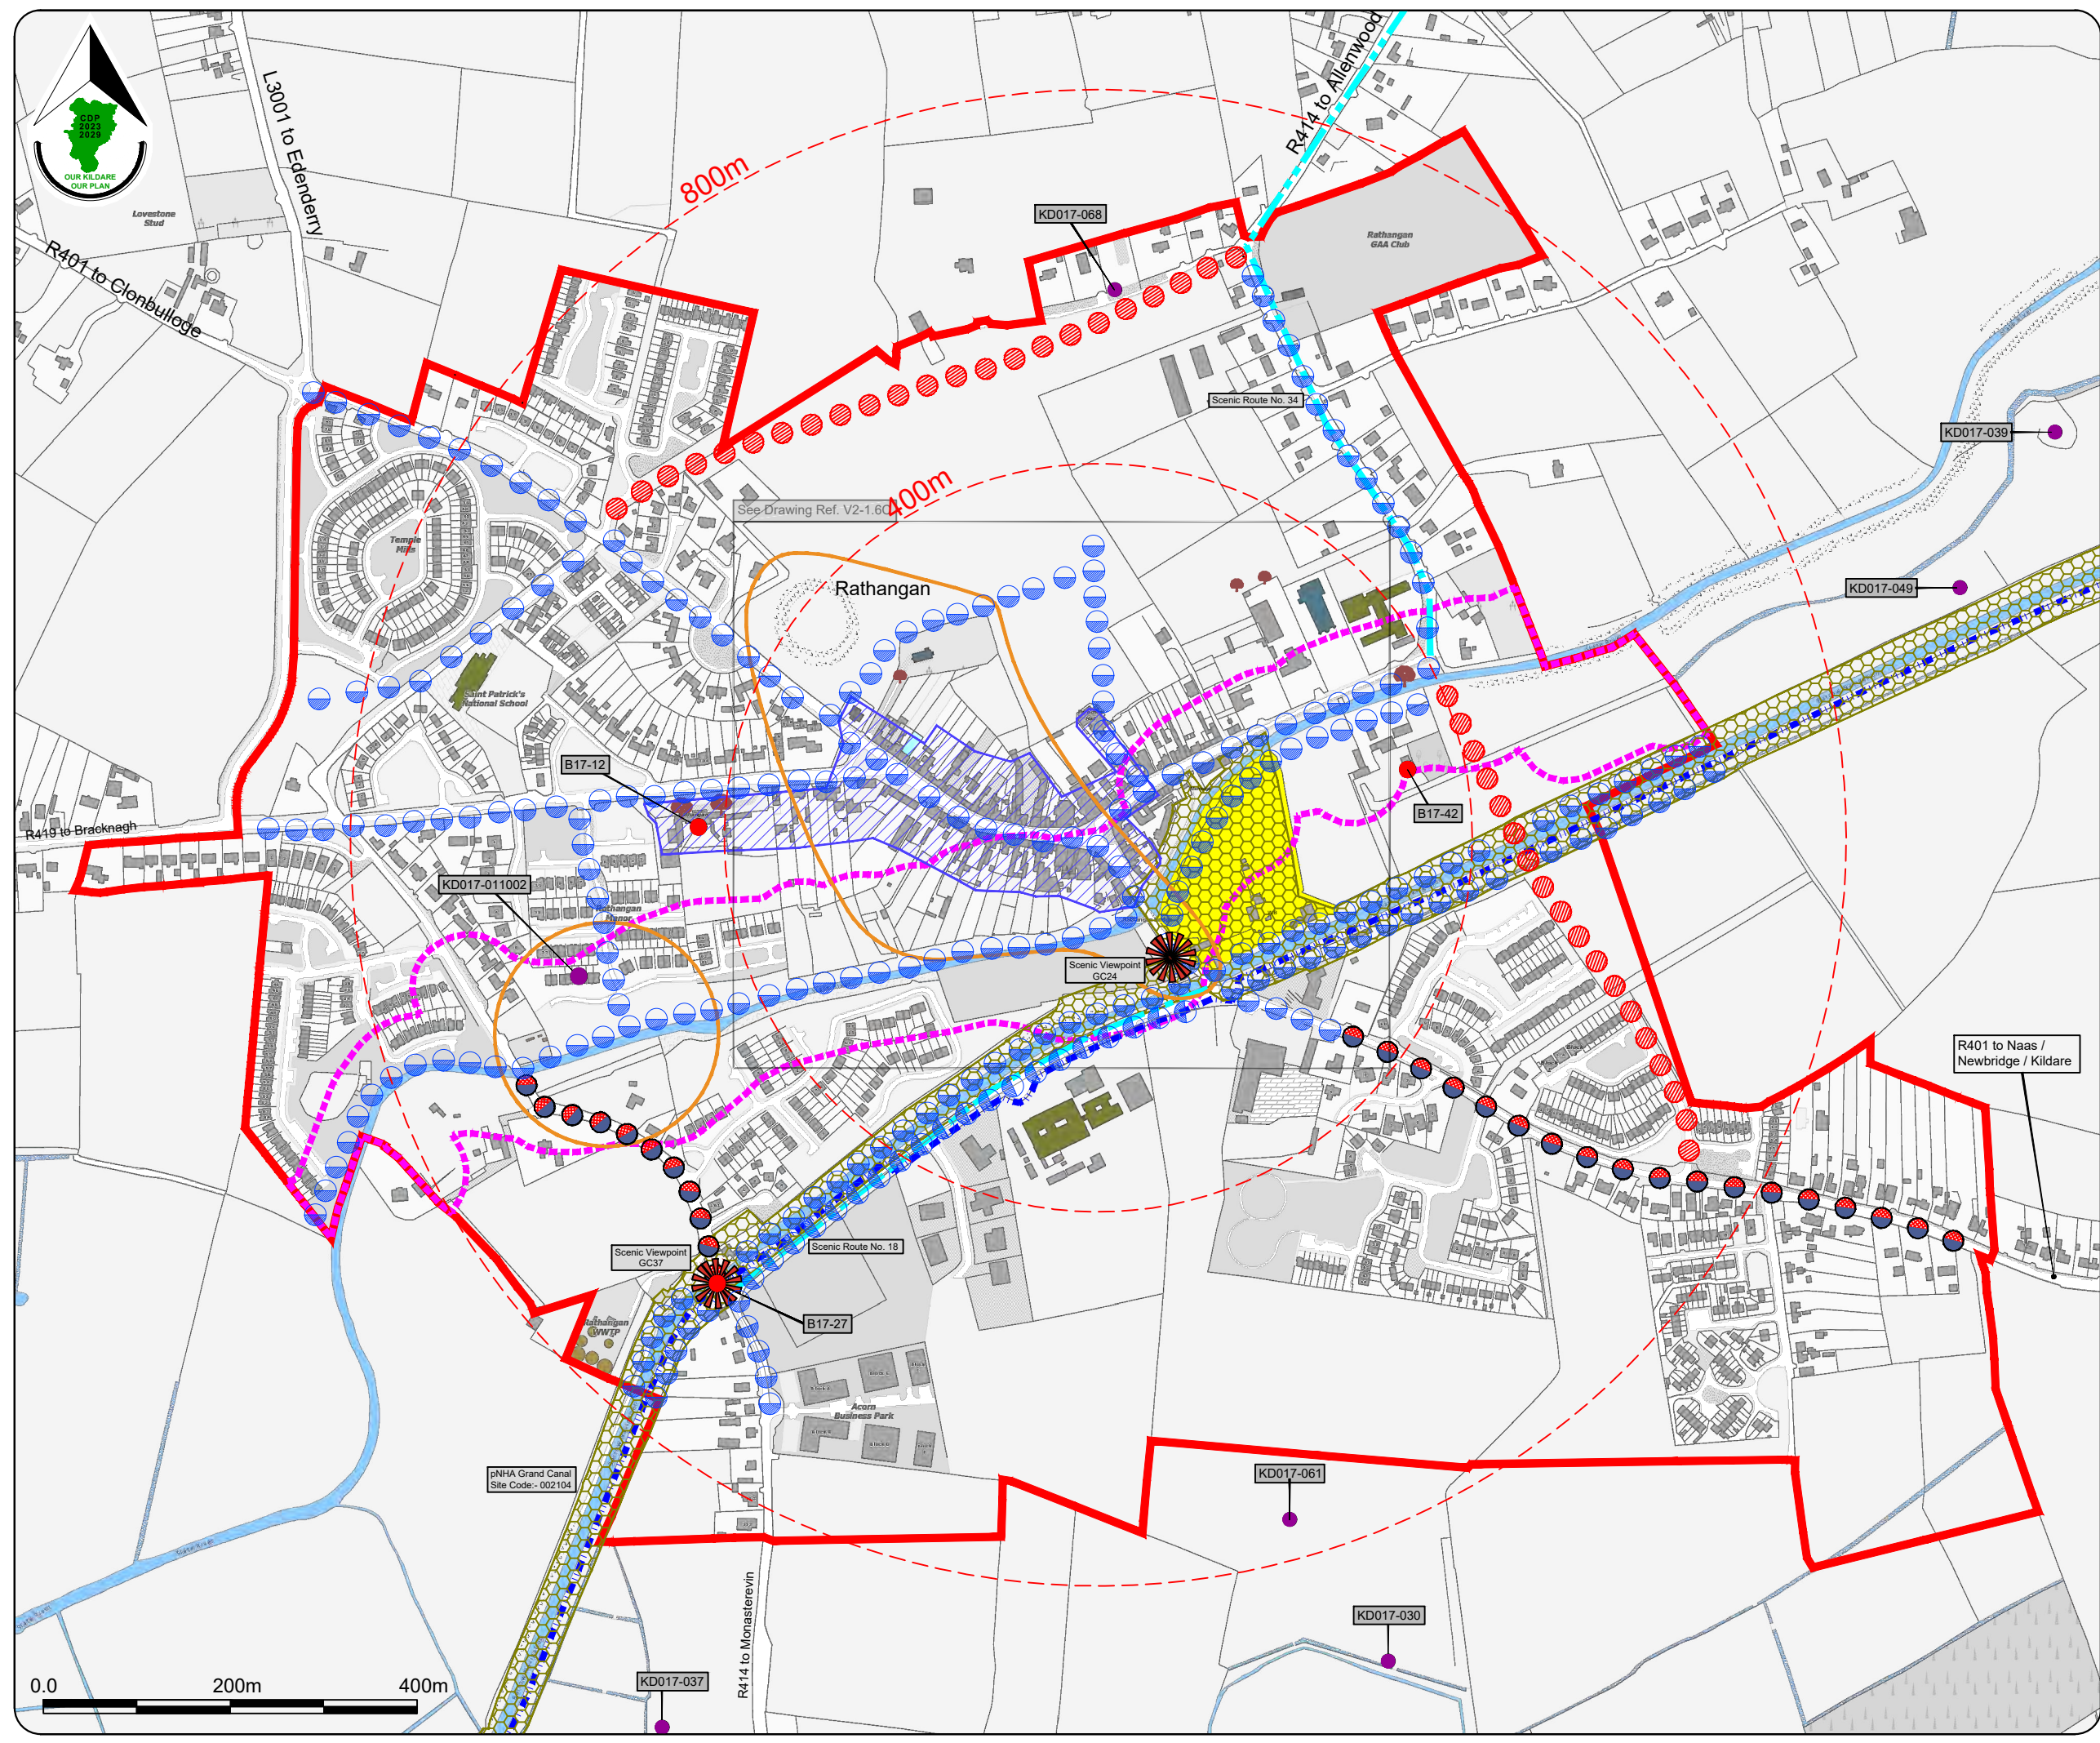 CDP
2023
2029
OUR KILDARE
OUR PLAN
L3001 to Edenderry
R414 to Allenwood
800m
Lovestone
Stud
KD017-068
Rathangan
GAA Club
R401 to Clonbulloge
Scenic Route No. 34
KD017-039
400m
See Drawing Ref. V2-1.6C
Temple
Mills
Rathangan
KD017-049
Saint Patrick's
National School
B17-12
B17-42
R419 to Bracknagh
KD017-011002
Rathangan
Manor
Scenic Viewpoint
GC24
R401 to Naas /
Newbridge / Kildare
Scenic Route No. 18
Scenic Viewpoint
GC37
B17-27
Rathangan
WWTP
Acorn
Business Park
pNHA Grand Canal
Site Code:- 002104
KD017-061
R414 to Monasterevin
KD017-030
KD017-037
0.0
200m
400m